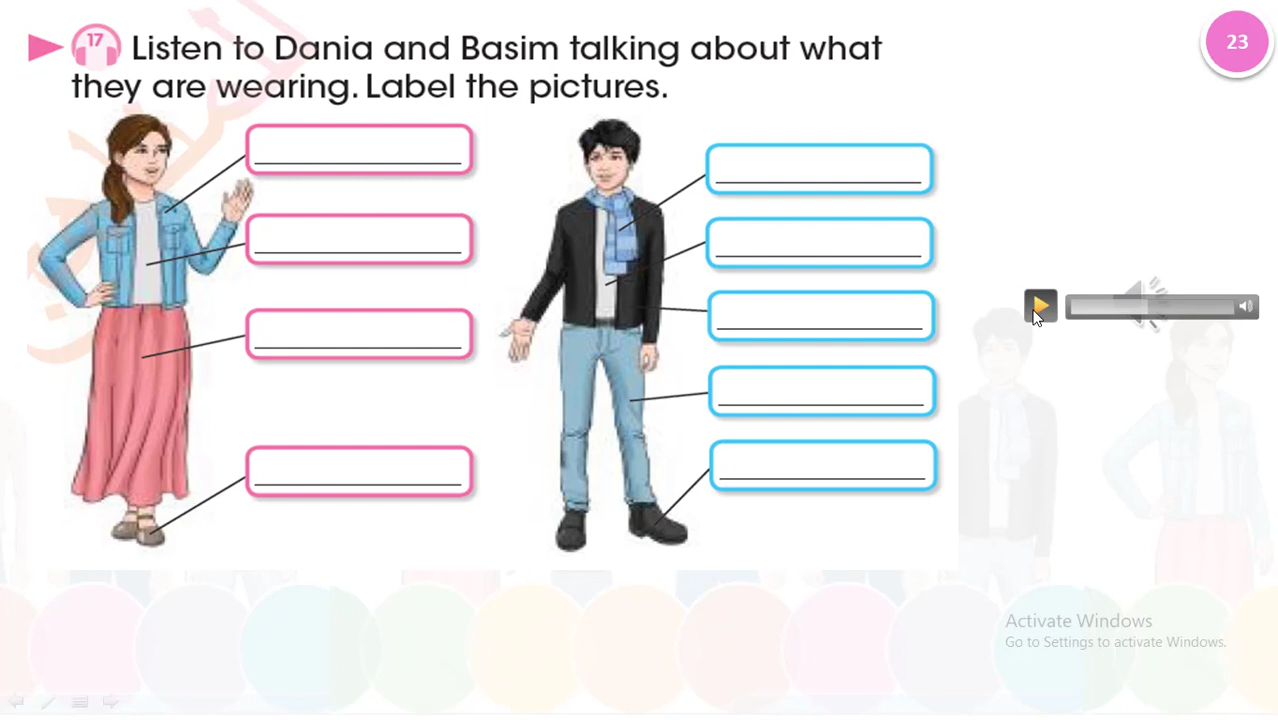 17 Listen to Dania and Basim talking about what
they are wearing. Label the pictures.
23
Activate Windows
Go to Settings to activate Windows.